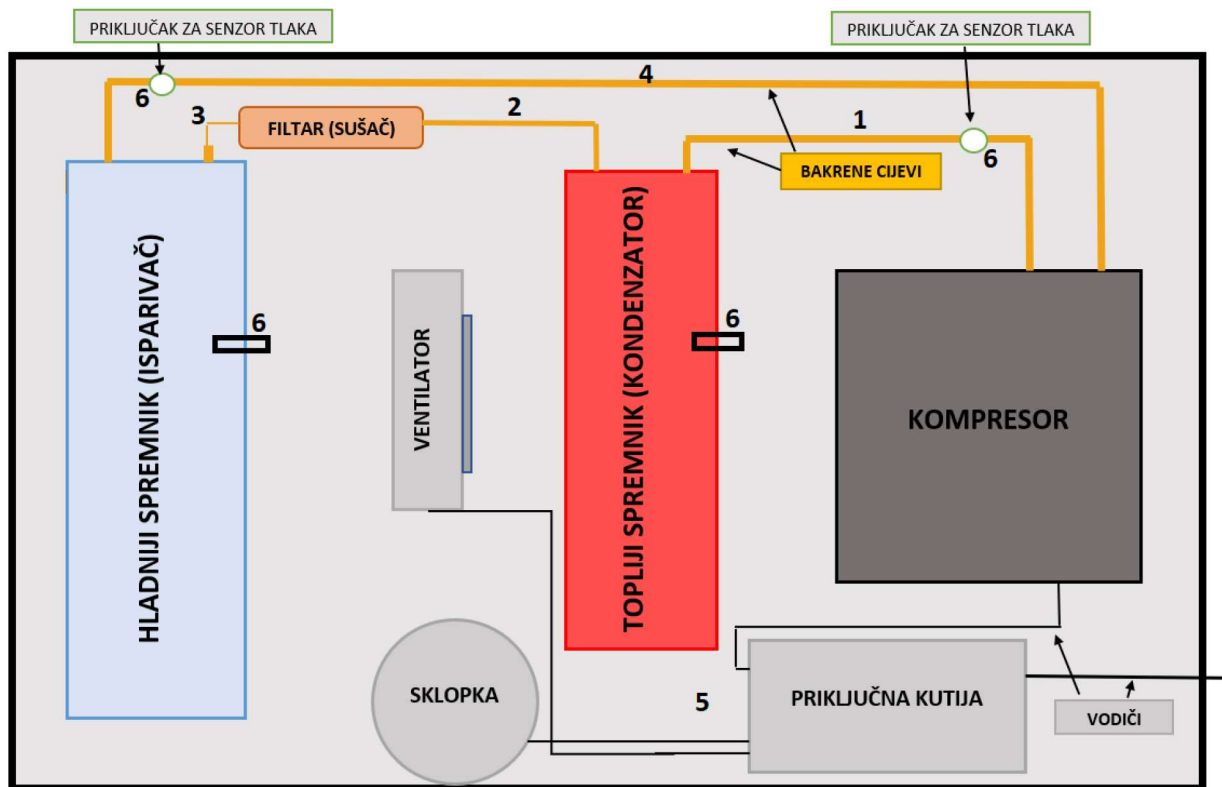 PRIKLJUČAK ZA SENZOR TLAKA
PRIKLJUČAK ZA SENZOR TLAKA
6
4
3
FILTAR (SUŠAČ)
2
1
6
BAKRENE CIJEVI
HLADNIJI SPREMNIK (ISPARIVAČ)
6
VENTILATOR
TOPLIJI SPREMNIK (KONDENZATOR)
6
KOMPRESOR
SKLOPKA
5
PRIKLJUČNA KUTIJA
VODIČI